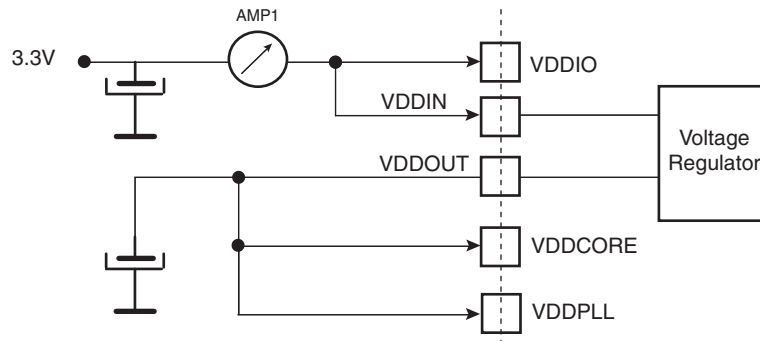 AMP1
3.3V
VDDIO
VDDIN
Voltage
Regulator
VDDOUT
VDDCORE
VDDPLL